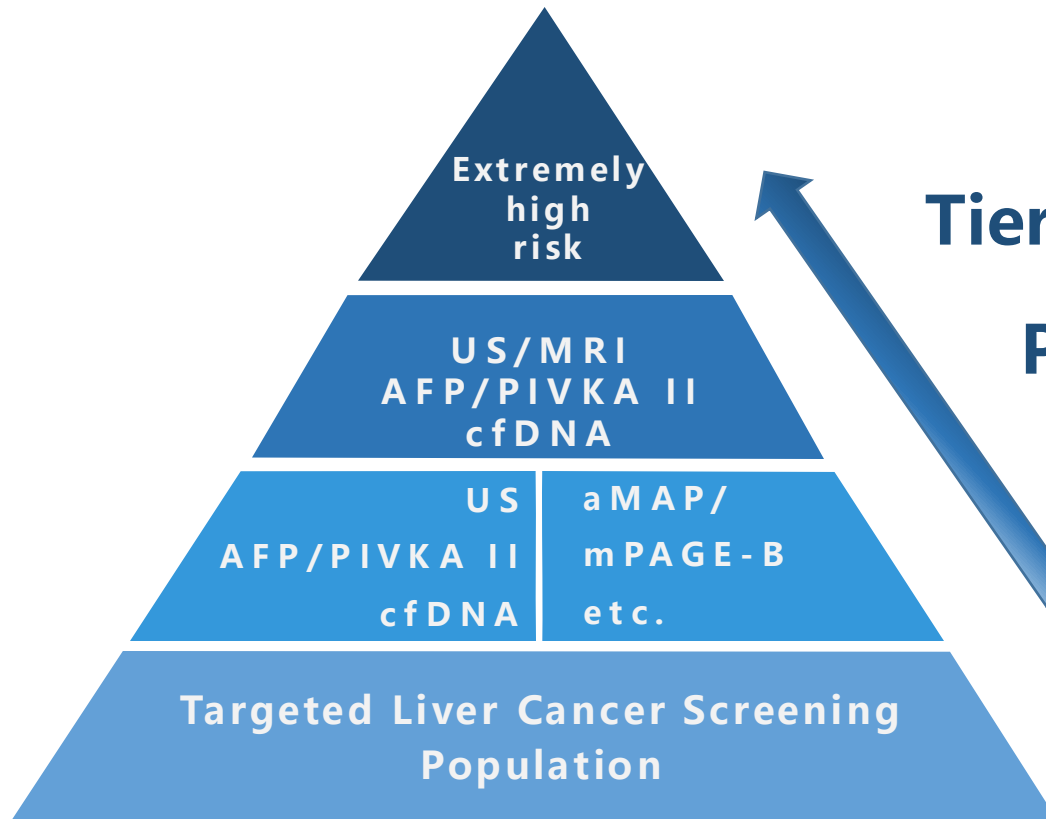 Extremely
high
risk
Tier
US/MRI
AFP/PIVKA II
cfDNA
US
AFP/PIVKA II
cfDNA
aMAP/
mPAGE-B
etc.
Targeted Liver Cancer Screening
Population